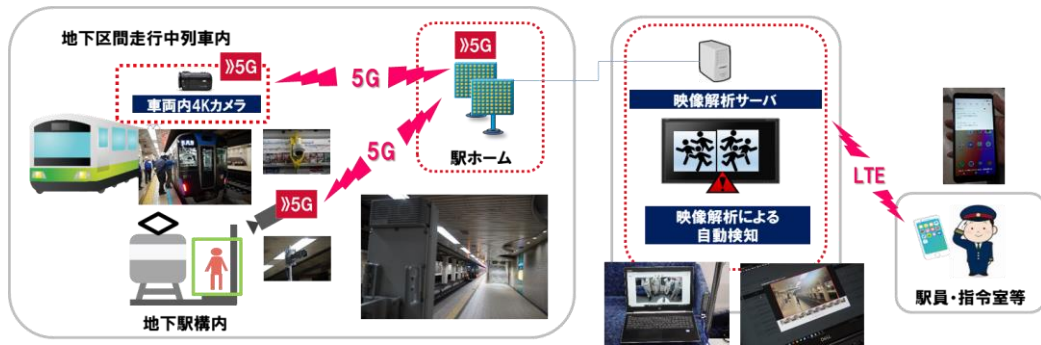 地下区間走行中列車内
》5G
車両内4Kカメラ
5G
》5G
駅ホーム
5G
》5G
地下駅構内
映像解析サーバ
映像解析による
自動検知
LTE
駅員・指令室等